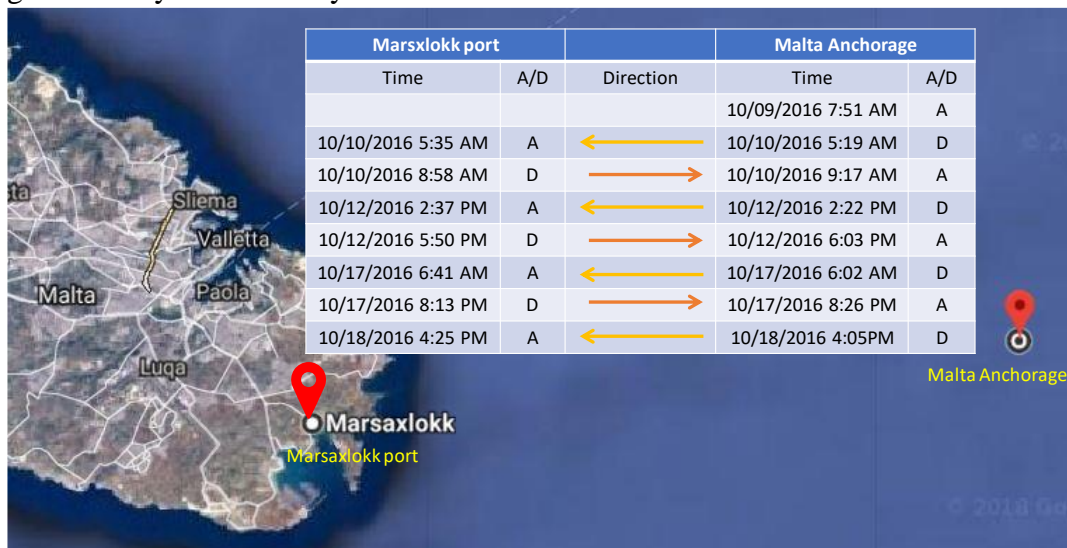 Marsxlokk port Malta Anchorage
Time A/D Direction Time A/D
10/09/2016 7:51 AM A
10/10/2016 5:35 AM A 10/10/2016 5:19 AM D
10/10/2016 8:58 AM D 10/10/2016 9:17 AM A
10/12/2016 2:37 PM A 10/12/2016 2:22 PM D
10/12/2016 5:50 PM D 10/12/2016 6:03 PM A
10/17/2016 6:41 AM A 10/17/2016 6:02 AM D
10/17/2016 8:13 PM D 10/17/2016 8:26 PM A
10/18/2016 4:25 PM A 10/18/2016 4:05PM D
Sliema
Valletta
Malta
Paola
Luqa
Malta Anchorage
Marsaxlokk
Marsaxlokk port
© 2018 Go